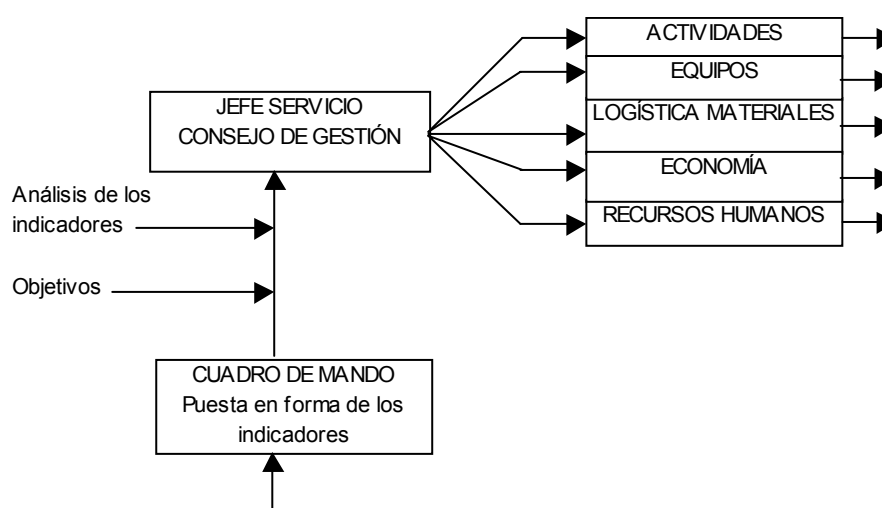 ACTIVIDADES
EQUIPOS
LOGÍSTICA MATERIALES
ECONOMÍA
RECURSOS HUMANOS
JEFE SERVICIO
CONSEJO DE GESTIÓN
Análisis de los
indicadores
Objetivos
CUADRO DE MANDO
Puesta en forma de los
indicadores